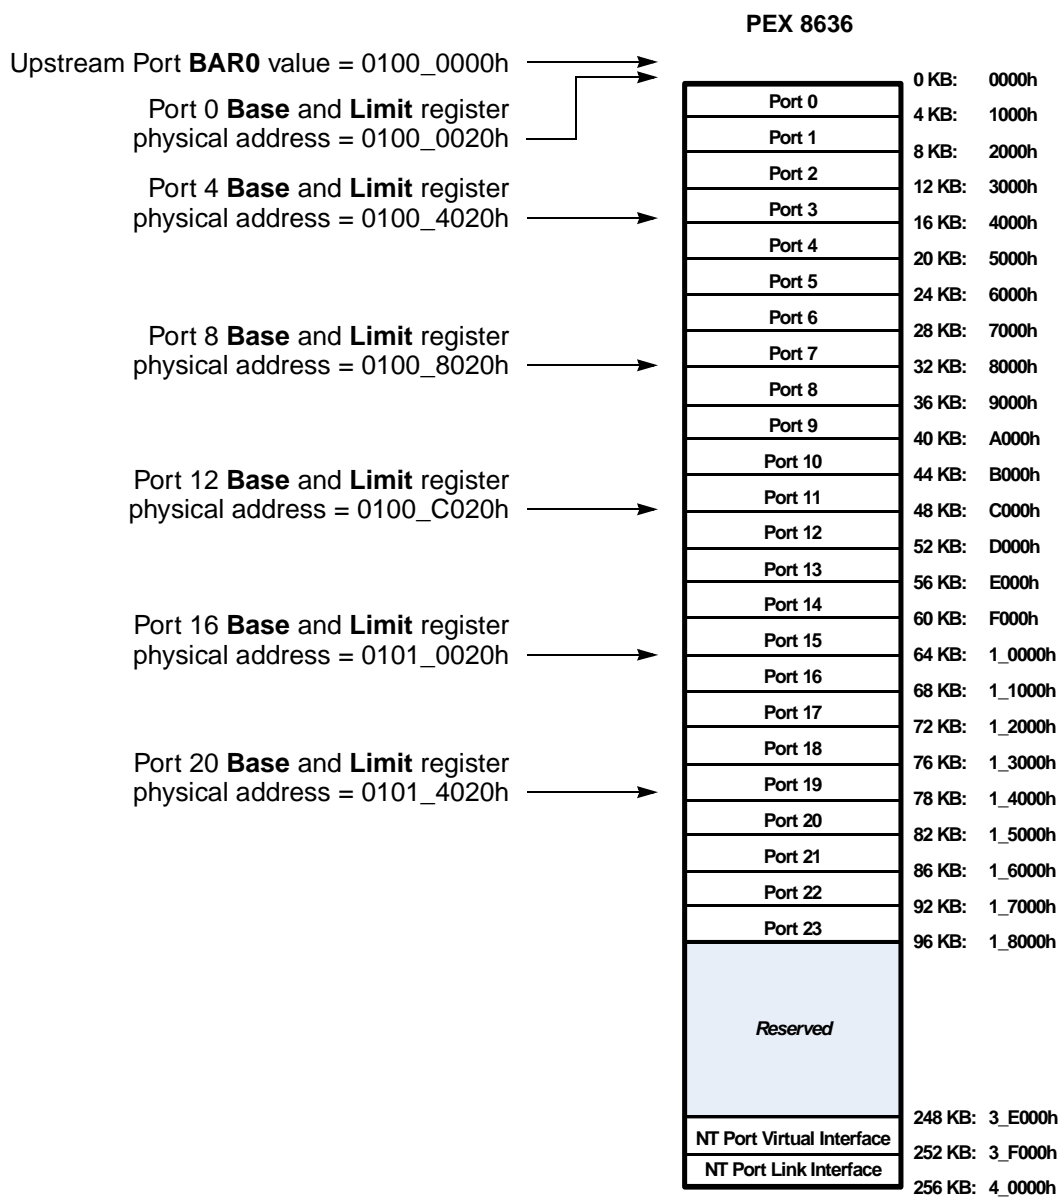 PEX 8636
Upstream Port BAR0 value = 0100_0000h
Port 0 Base and Limit register
physical address = 0100_0020h
Port 4 Base and Limit register
physical address = 0100_4020h
Port 8 Base and Limit register
physical address = 0100_8020h
Port 12 Base and Limit register
physical address = 0100_C020h
Port 16 Base and Limit register
physical address = 0101_0020h
Port 20 Base and Limit register
physical address = 0101_4020h
0 KB: 0000h
Port 0
4 KB: 1000h
Port 1
8 KB: 2000h
Port 2
12 KB: 3000h
Port 3
16 KB: 4000h
Port 4
20 KB: 5000h
Port 5
24 KB: 6000h
Port 6
28 KB: 7000h
Port 7
32 KB: 8000h
Port 8
36 KB: 9000h
Port 9
40 KB: A000h
Port 10
44 KB: B000h
Port 11
48 KB: C000h
Port 12
52 KB: D000h
Port 13
56 KB: E000h
Port 14
60 KB: F000h
Port 15
64 KB: 1_0000h
Port 16
68 KB: 1_1000h
Port 17
72 KB: 1_2000h
Port 18
76 KB: 1_3000h
Port 19
78 KB: 1_4000h
Port 20
82 KB: 1_5000h
Port 21
86 KB: 1_6000h
Port 22
92 KB: 1_7000h
Port 23
96 KB: 1_8000h
Reserved
248 KB: 3_E000h
NT Port Virtual Interface
252 KB: 3_F000h
NT Port Link Interface
256 KB: 4_0000h